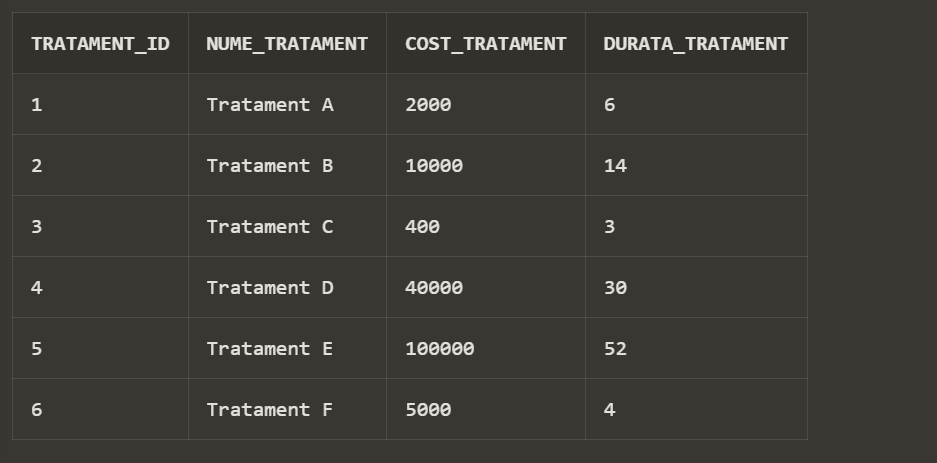 TRATAMENT_ID NUME_TRATAMENT COST_TRATAMENT DURATA_TRATAMENT
1 Tratament A 2000 6
2 Tratament B 10000 14
3 Tratament C 400 3
4 Tratament D 40000 30
5 Tratament E 100000 52
6 Tratament F 5000 4